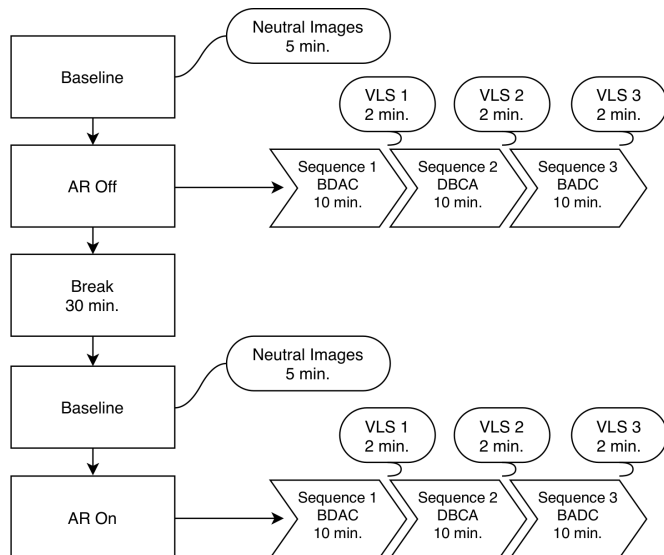 Neutral Images
5 min.
Baseline
VLS 1
2 min.
VLS 2
2 min.
VLS 3
2 min.
AR Off
Sequence 1
BDAC
10 min.
Sequence 2
DBCA
10 min.
Sequence 3
BADC
10 min.
Break
30 min.
Neutral Images
5 min.
Baseline
VLS 1
2 min.
VLS 2
2 min.
VLS 3
2 min.
AR On
Sequence 1
BDAC
10 min.
Sequence 2
DBCA
10 min.
Sequence 3
BADC
10 min.